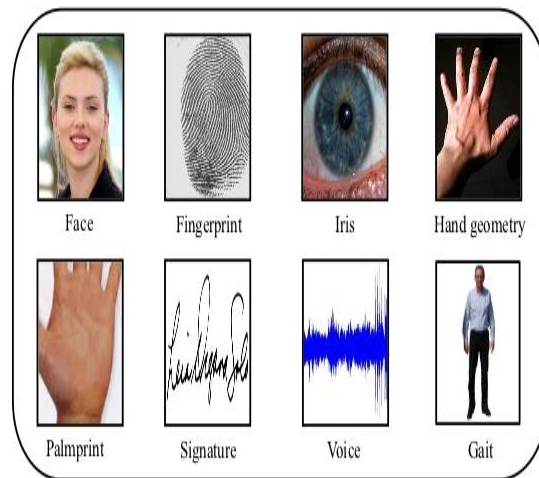 Face
Fingerprint
Iris
Hand geometry
Palmprint
Signature
Voice
Gait